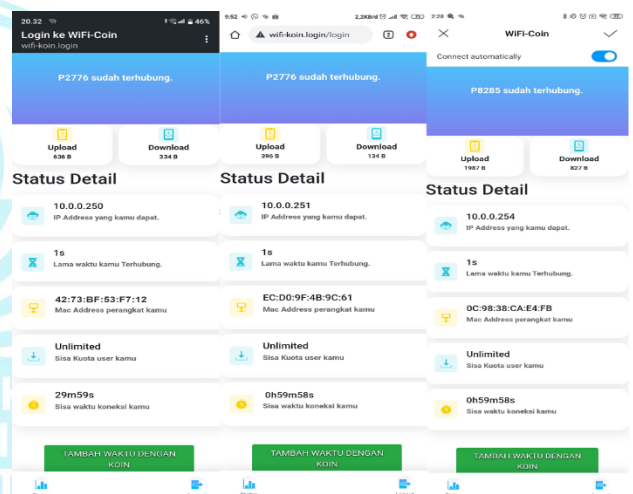 20.32
46%
Login ke WiFi-Coin
wifi-koin.login
P2776 sudah terhubung.
Upload
636 B
Download
334 B
Status Detail
10.0.0.250
IP Address yang kamu dapat.
1s
Lama waktu kamu Terhubung.
42:73:BF:53:F7:12
Mac Address perangkat kamu
Unlimited
Sisa Kuota user kamu
29m59s
Sisa waktu koneksi kamu
TAMBAH WAKTU DENGAN
KOIN
9:52
2,2KB/d
wifi-koin.login/login
2
P2776 sudah terhubung.
Upload
396 B
Download
134 B
Status Detail
10.0.0.251
IP Address yang kamu dapat.
1s
Lama waktu kamu Terhubung.
EC:D0:9F:4B:9C:61
Mac Address perangkat kamu
Unlimited
Sisa Kuota user kamu
0h59m58s
Sisa waktu koneksi kamu
TAMBAH WAKTU DENGAN
KOIN
2:28
WiFi-Coin
Connect automatically
P8285 sudah terhubung.
Upload
1987 B
Download
827 B
Status Detail
10.0.0.254
IP Address yang kamu dapat.
1s
Lama waktu kamu Terhubung.
0C:98:38:CA:E4:FB
Mac Address perangkat kamu
Unlimited
Sisa Kuota user kamu
0h59m58s
Sisa waktu koneksi kamu
TAMBAH WAKTU DENGAN
KOIN